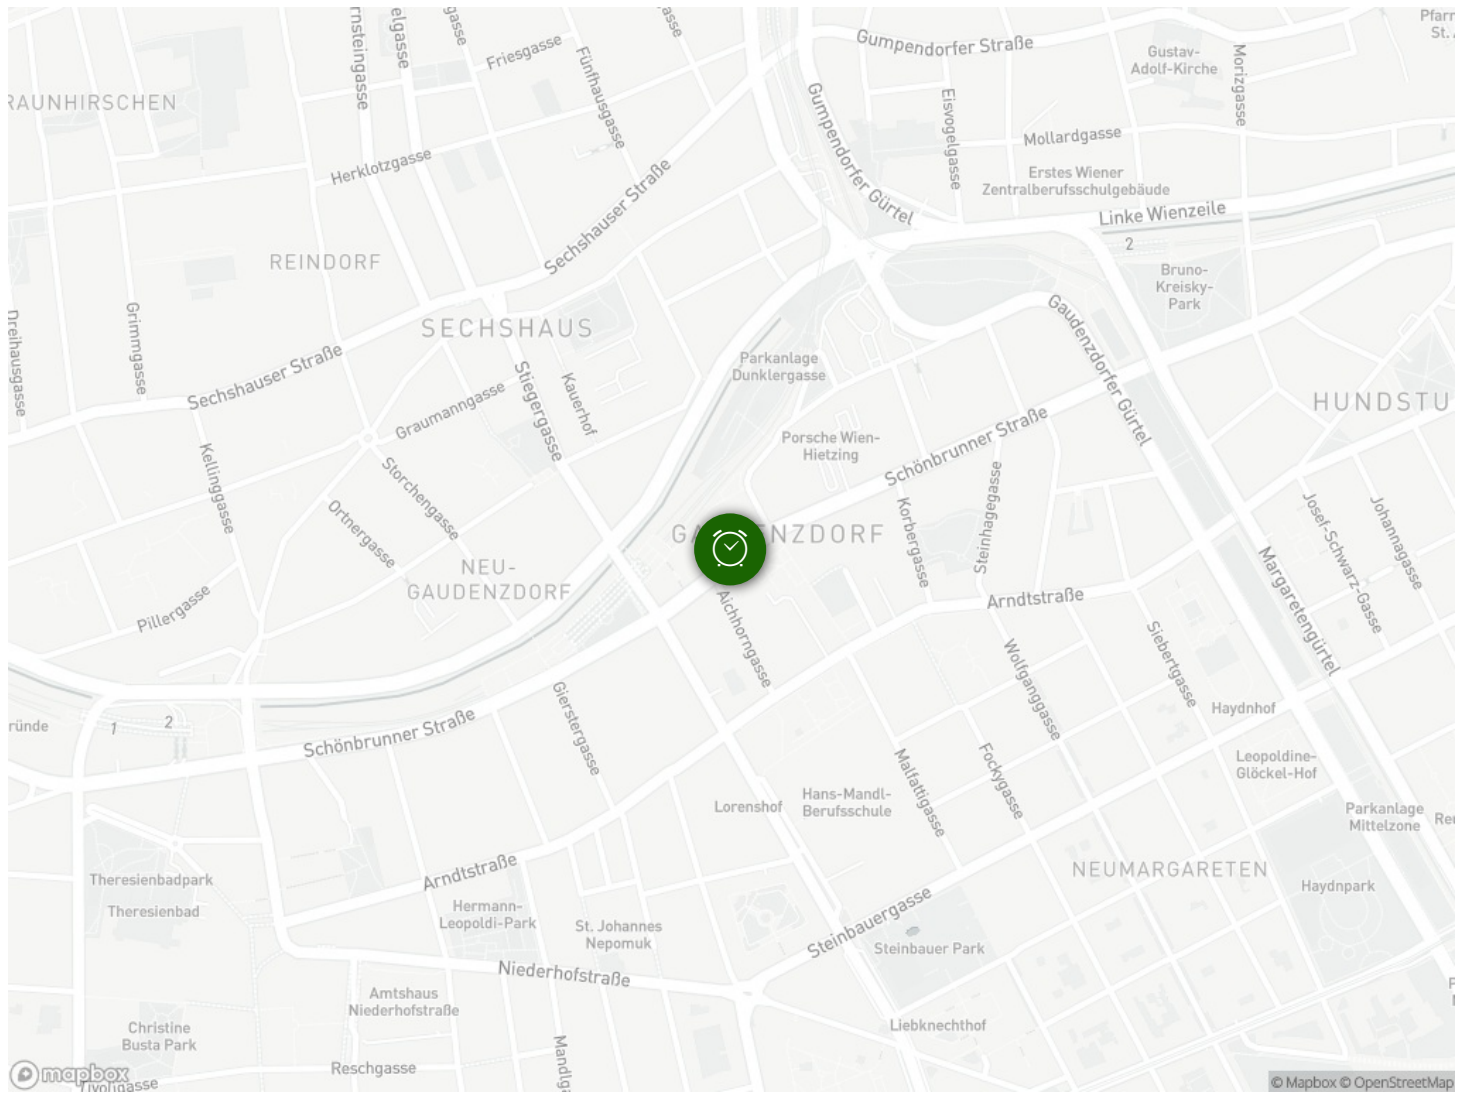 Gumpendorfer Straße
Gustav-
Adolf-Kirche
Pfarr
St.
Friesgasse
Fünfhausgasse
Morizgasse
RAUNHIRSCHEN
Gumpendorfer Gürtel
Eisvogelgasse
Mollardgasse
Herklotzgasse
Erstes Wiener
Zentralberufsschulgebäude
Sechshauser Straße
Linke Wienzeile
2
REINDORF
Bruno-
Kreisky-
Park
Grimmgasse
Dreihausgasse
SECHSHAUS
Gaudenzdorfer Gürtel
Sechshauser Straße
Parkanlage
Dunklergasse
Stiegergasse
Kauerhof
Graumanngasse
HUNDSTU
Porsche Wien-
Hietzing
Schönbrunner Straße
Kellinggasse
Storchengasse
Ortnergasse
Korbergasse
Steinhagegasse
Josef-Schwarz-Gasse
Johannagasse
NEU-
GAUDENZDORF
Pillergasse
Aichhorngasse
Arndtstraße
Margaretengürtel
Siebertgasse
Wolfganggasse
Haydnhof
ründe
1
2
Schönbrunner Straße
Gierstergasse
Malfattigasse
Fockygasse
Leopoldine-
Glöckel-Hof
Lorenshof
Hans-Mandl-
Berufsschule
Parkanlage
Mittelzone
Arndtstraße
NEUMARGARETEN
Theresienbadpark
Theresienbad
Haydnpark
Hermann-
Leopoldi-Park
St. Johannes
Nepomuk
Steinbauergasse
Steinbauer Park
Niederhofstraße
Amtshaus
Niederhofstraße
Christine
Busta Park
Liebknechthof
Reschgasse
Mandlg
mapbox
Tivoligasse
© Mapbox © OpenStreetMap